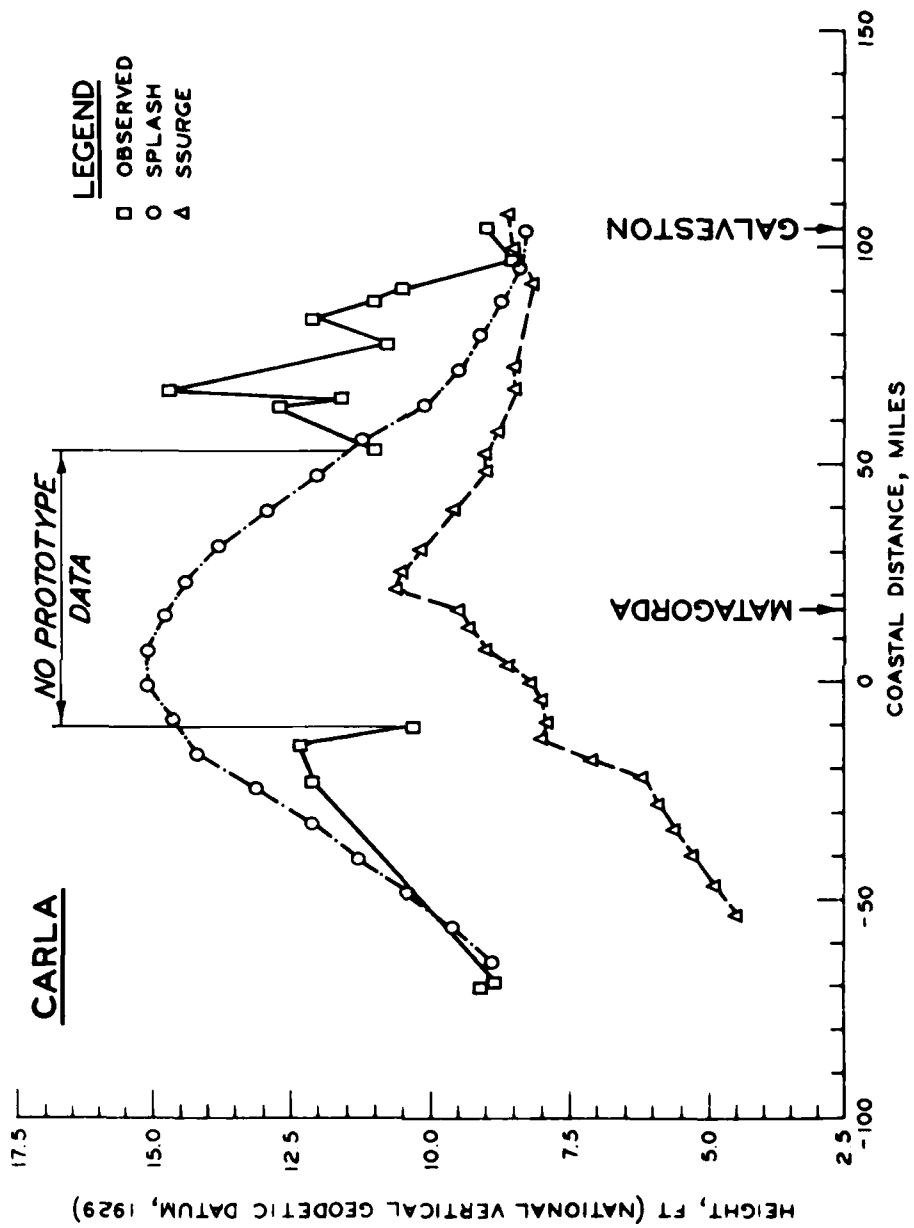 CARLA
NO PROTOTYPE
DATA
LEGEND
□ OBSERVED
○ SPLASH
△ SSURGE
HEIGHT, FT (NATIONAL VERTICAL GEODETIC DATUM, 1929)
17.5
15.0
12.5
10.0
7.5
5.0
2.5
MATAGORDA
GALVESTON
-100
-50
0
50
100
150
COASTAL DISTANCE, MILES